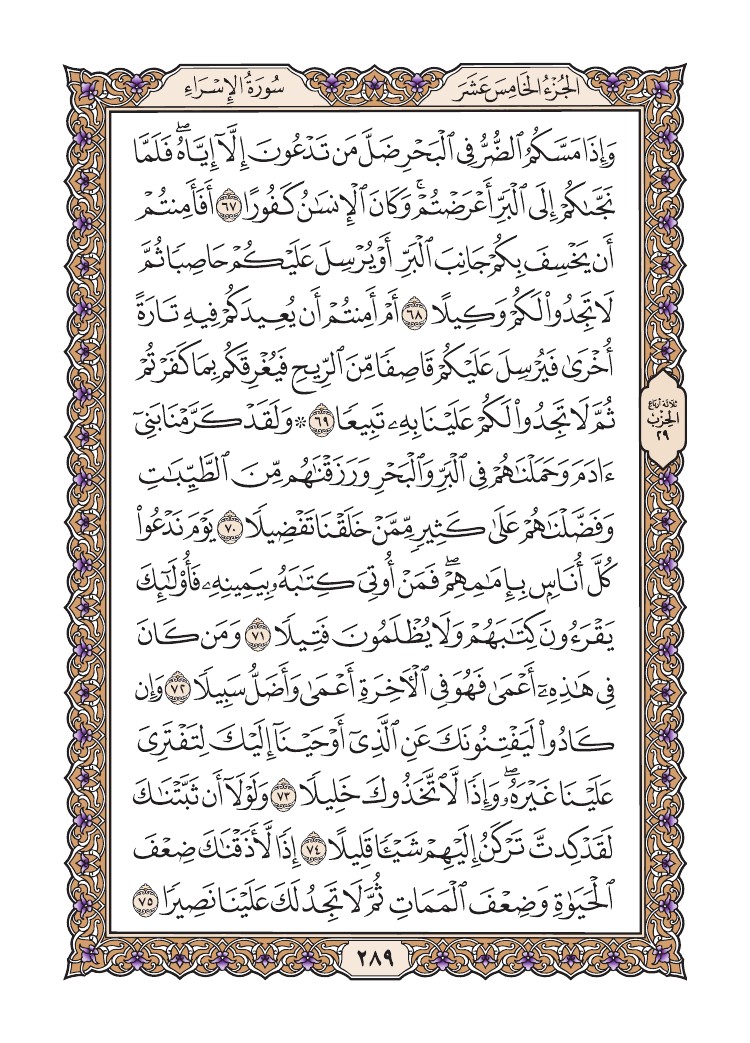 الجُزْءُ الخَامِسَ عَشَرَ
سُورَةُ الإِسْرَاءِ
وَإِذَا مَسَّكُمُ ٱلضُّرُّ فِى ٱلْبَحْرِ ضَلَّ مَن تَدْعُونَ إِلَّآ إِيَّاهُ ۖ فَلَمَّا
نَجَّىٰكُمْ إِلَى ٱلْبَرِّ أَعْرَضْتُمْ ۚ وَكَانَ ٱلْإِنسَٰنُ كَفُورًا ٦٧ أَفَأَمِنتُمْ
أَن يَخْسِفَ بِكُمْ جَانِبَ ٱلْبَرِّ أَوْ يُرْسِلَ عَلَيْكُمْ حَاصِبًا ثُمَّ
لَا تَجِدُوا۟ لَكُمْ وَكِيلًا ٦٨ أَمْ أَمِنتُمْ أَن يُعِيدَكُمْ فِيهِ تَارَةً
أُخْرَىٰ فَيُرْسِلَ عَلَيْكُمْ قَاصِفًا مِّنَ ٱلرِّيحِ فَيُغْرِقَكُم بِمَا كَفَرْتُمْ
ثُمَّ لَا تَجِدُوا۟ لَكُمْ عَلَيْنَا بِهِۦ تَبِيعًا ٦٩ ۞ وَلَقَدْ كَرَّمْنَا بَنِىٓ
ءَادَمَ وَحَمَلْنَٰهُمْ فِى ٱلْبَرِّ وَٱلْبَحْرِ وَرَزَقْنَٰهُم مِّنَ ٱلطَّيِّبَٰتِ
وَفَضَّلْنَٰهُمْ عَلَىٰ كَثِيرٍ مِّمَّنْ خَلَقْنَا تَفْضِيلًا ٧٠ يَوْمَ نَدْعُوا۟
كُلَّ أُنَاسٍۭ بِإِمَٰمِهِمْ ۖ فَمَنْ أُوتِىَ كِتَٰبَهُۥ بِيَمِينِهِۦ فَأُو۟لَٰٓئِكَ
يَقْرَءُونَ كِتَٰبَهُمْ وَلَا يُظْلَمُونَ فَتِيلًا ٧١ وَمَن كَانَ
فِى هَٰذِهِۦٓ أَعْمَىٰ فَهُوَ فِى ٱلْـَٔاخِرَةِ أَعْمَىٰ وَأَضَلُّ سَبِيلًا ٧٢ وَإِن
كَادُوا۟ لَيَفْتِنُونَكَ عَنِ ٱلَّذِىٓ أَوْحَيْنَآ إِلَيْكَ لِتَفْتَرِىَ
عَلَيْنَا غَيْرَهُۥ ۖ وَإِذًا لَّٱتَّخَذُوكَ خَلِيلًا ٧٣ وَلَوْلَآ أَن ثَبَّتْنَٰكَ
لَقَدْ كِدتَّ تَرْكَنُ إِلَيْهِمْ شَيْـًٔا قَلِيلًا ٧٤ إِذًا لَّأَذَقْنَٰكَ ضِعْفَ
ٱلْحَيَوٰةِ وَضِعْفَ ٱلْمَمَاتِ ثُمَّ لَا تَجِدُ لَكَ عَلَيْنَا نَصِيرًا ٧٥
ثلاثة أرباع
الحزب
٢٩
٢٨٩